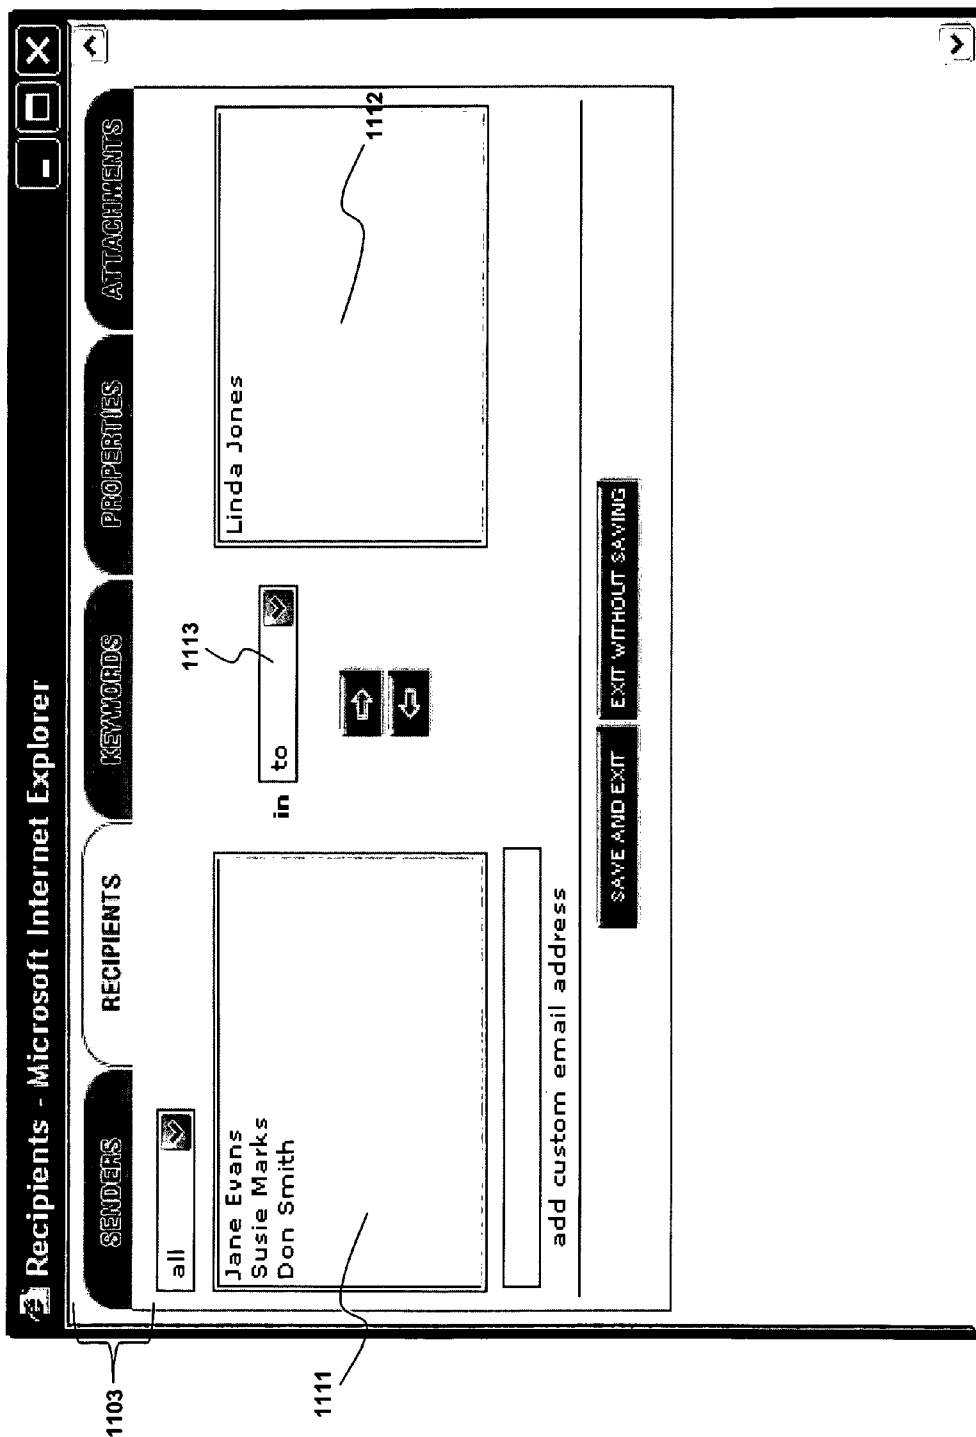 Recipients - Microsoft Internet Explorer
1103
SENDERS
RECIPIENTS
KEYWORDS
PROPERTIES
ATTACHMENTS
all
1111
Jane Evans
Susie Marks
Don Smith
1113
in to
Linda Jones
1112
add custom email address
SAVE AND EXIT
EXIT WITHOUT SAVING